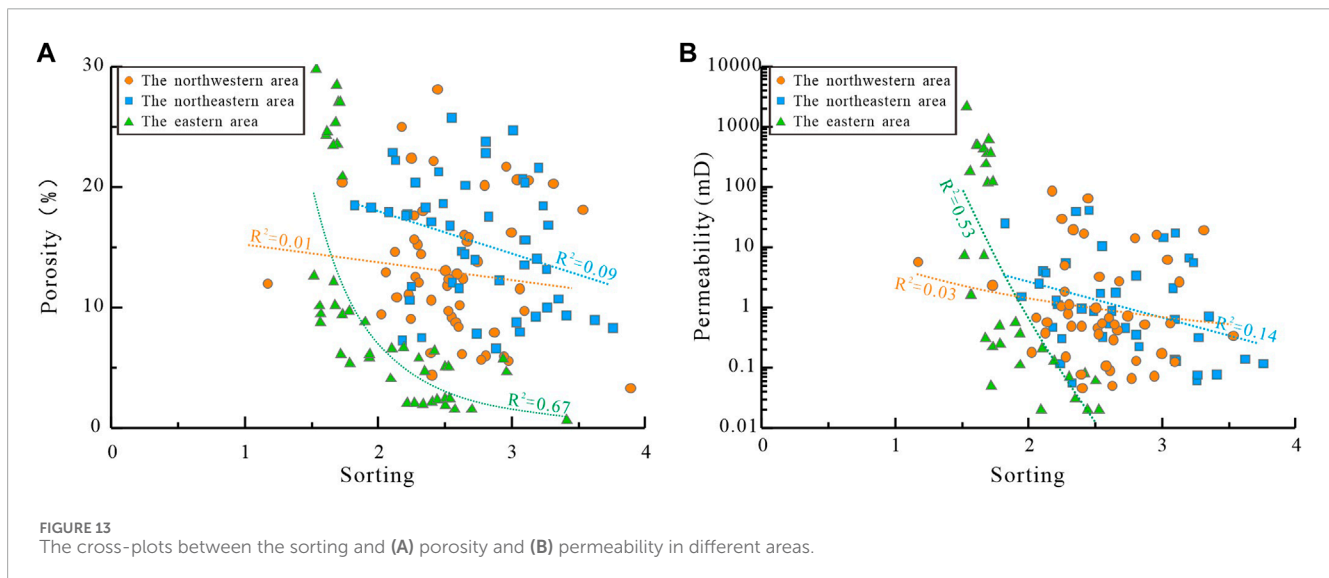 A
30
20
10
0
Porosity (%)
The northwestern area
The northeastern area
The eastern area
R²=0.01
R²=0.09
R²=0.67
0 1 2 3 4
Sorting
B
10000
1000
100
10
1
0.1
0.01
Permeability (mD)
The northwestern area
The northeastern area
The eastern area
R²=0.53
R²=0.03
R²=0.14
0 1 2 3 4
Sorting
FIGURE 13
The cross-plots between the sorting and (A) porosity and (B) permeability in different areas.